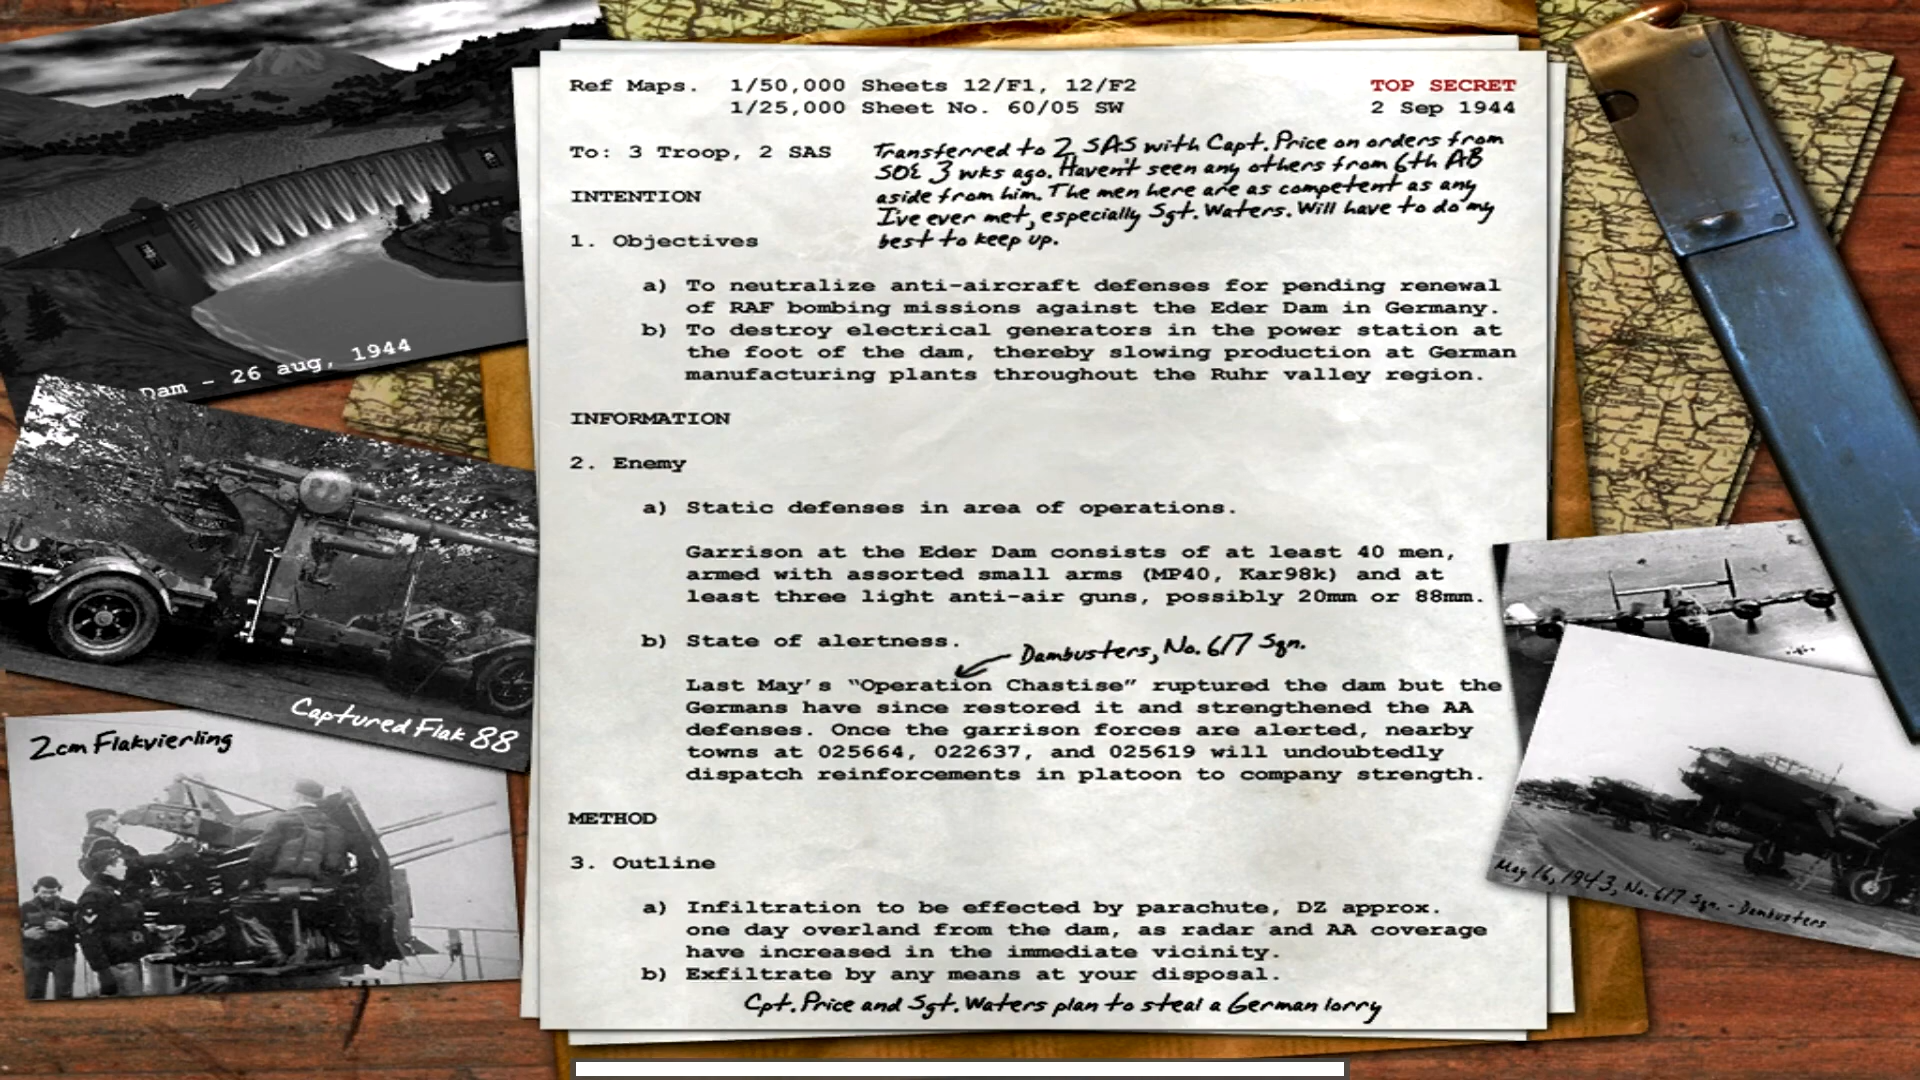 Ref Maps. 1/50,000 Sheets 12/F1, 12/F2
1/25,000 Sheet No. 60/05 SW
TOP SECRET
2 Sep 1944
To: 3 Troop, 2 SAS
Transferred to 2 SAS with Capt. Price on orders from
SOE 3 wks ago. Haven't seen any others from 6th AB
aside from him. The men here are as competent as any
I've ever met, especially Sgt. Waters. Will have to do my
best to keep up.
INTENTION
1. Objectives
a) To neutralize anti-aircraft defenses for pending renewal
of RAF bombing missions against the Eder Dam in Germany.
b) To destroy electrical generators in the power station at
the foot of the dam, thereby slowing production at German
manufacturing plants throughout the Ruhr valley region.
INFORMATION
2. Enemy
a) Static defenses in area of operations.
Garrison at the Eder Dam consists of at least 40 men,
armed with assorted small arms (MP40, Kar98k) and at
least three light anti-air guns, possibly 20mm or 88mm.
b) State of alertness.
Dambusters, No. 617 Sqn.
Last May's "Operation Chastise" ruptured the dam but the
Germans have since restored it and strengthened the AA
defenses. Once the garrison forces are alerted, nearby
towns at 025664, 022637, and 025619 will undoubtedly
dispatch reinforcements in platoon to company strength.
METHOD
3. Outline
a) Infiltration to be effected by parachute, DZ approx.
one day overland from the dam, as radar and AA coverage
have increased in the immediate vicinity.
b) Exfiltrate by any means at your disposal.
Cpt. Price and Sgt. Waters plan to steal a German lorry
Dam - 26 aug, 1944
Captured Flak 88
2cm Flakvierling
May 16, 1943, No. 617 Sqn. - Dambusters